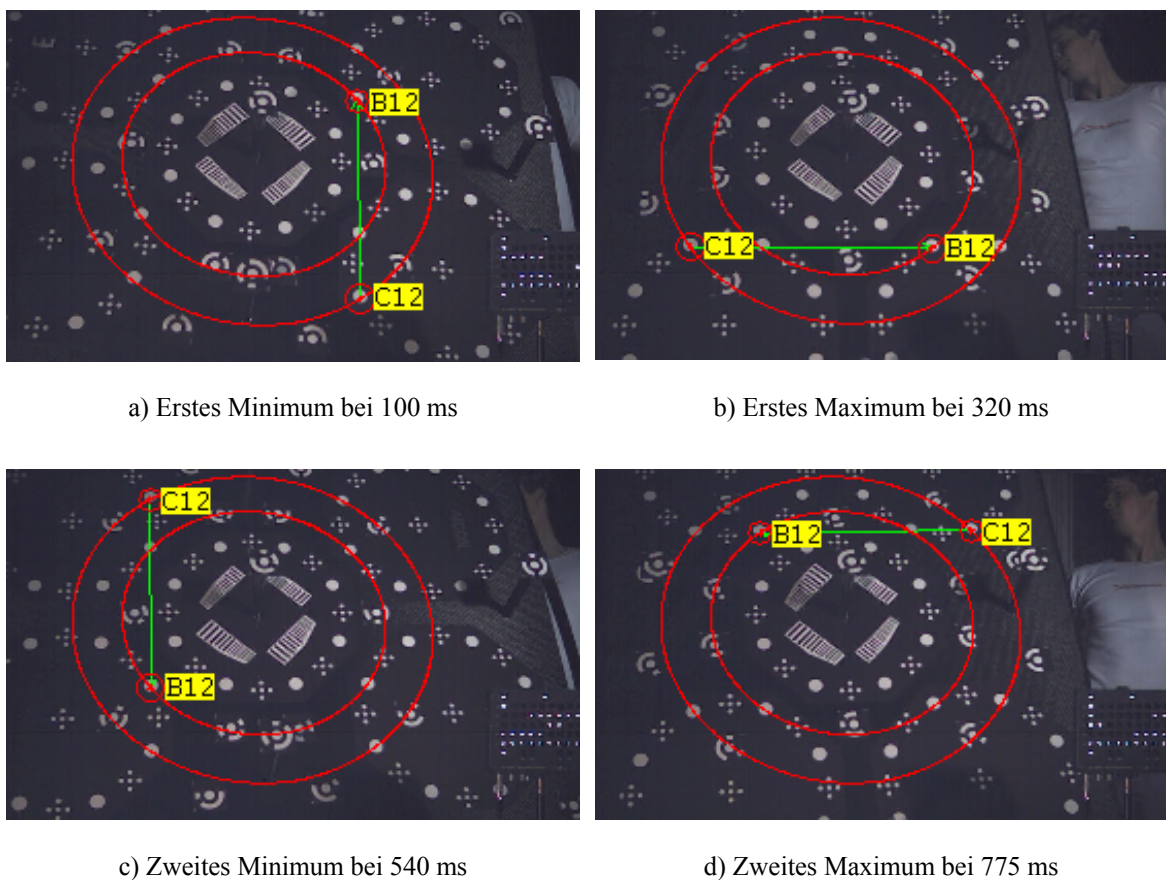 B12
C12
C12
B12
a) Erstes Minimum bei 100 ms
b) Erstes Maximum bei 320 ms
C12
B12
B12
C12
c) Zweites Minimum bei 540 ms
d) Zweites Maximum bei 775 ms